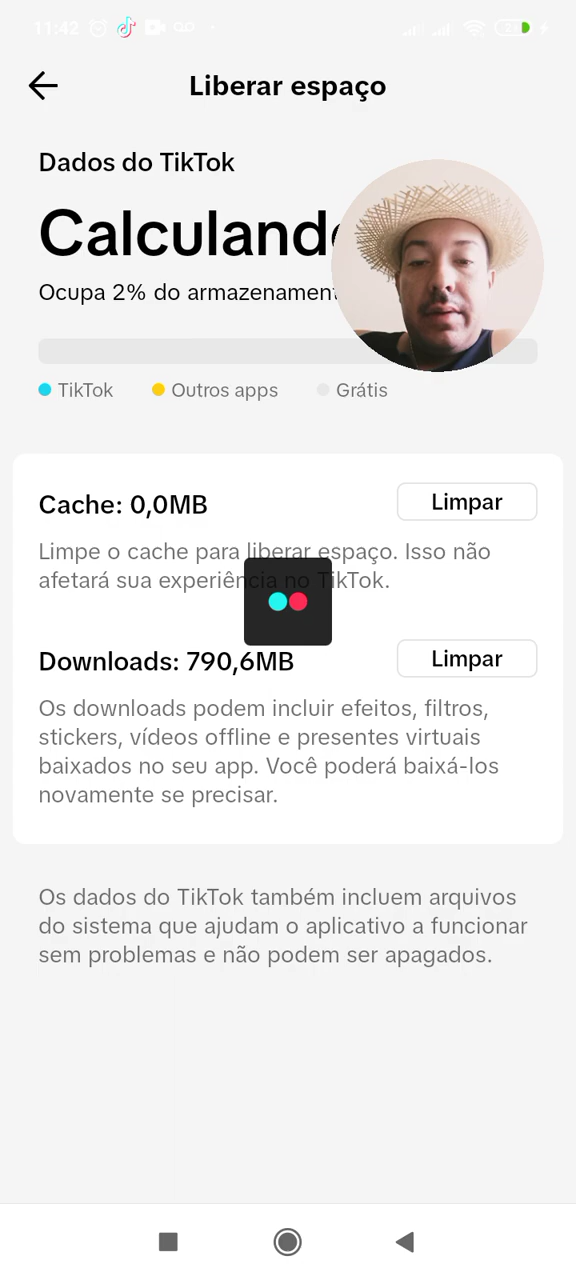 11:42
Liberar espaço
Dados do TikTok
Calculand
Ocupa 2% do armazenament
TikTok
Outros apps
Grátis
Cache: 0,0MB
Limpar
Limpe o cache para liberar espaço. Isso não
afetará sua experiência no TikTok.
Downloads: 790,6MB
Limpar
Os downloads podem incluir efeitos, filtros,
stickers, vídeos offline e presentes virtuais
baixados no seu app. Você poderá baixá-los
novamente se precisar.
Os dados do TikTok também incluem arquivos
do sistema que ajudam o aplicativo a funcionar
sem problemas e não podem ser apagados.